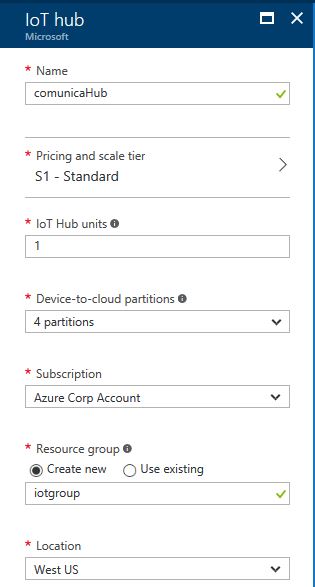 IoT hub
Microsoft
* Name
comunicaHub
* Pricing and scale tier
S1 - Standard
* IoT Hub units
1
* Device-to-cloud partitions
4 partitions
* Subscription
Azure Corp Account
* Resource group
Create new Use existing
iotgroup
* Location
West US